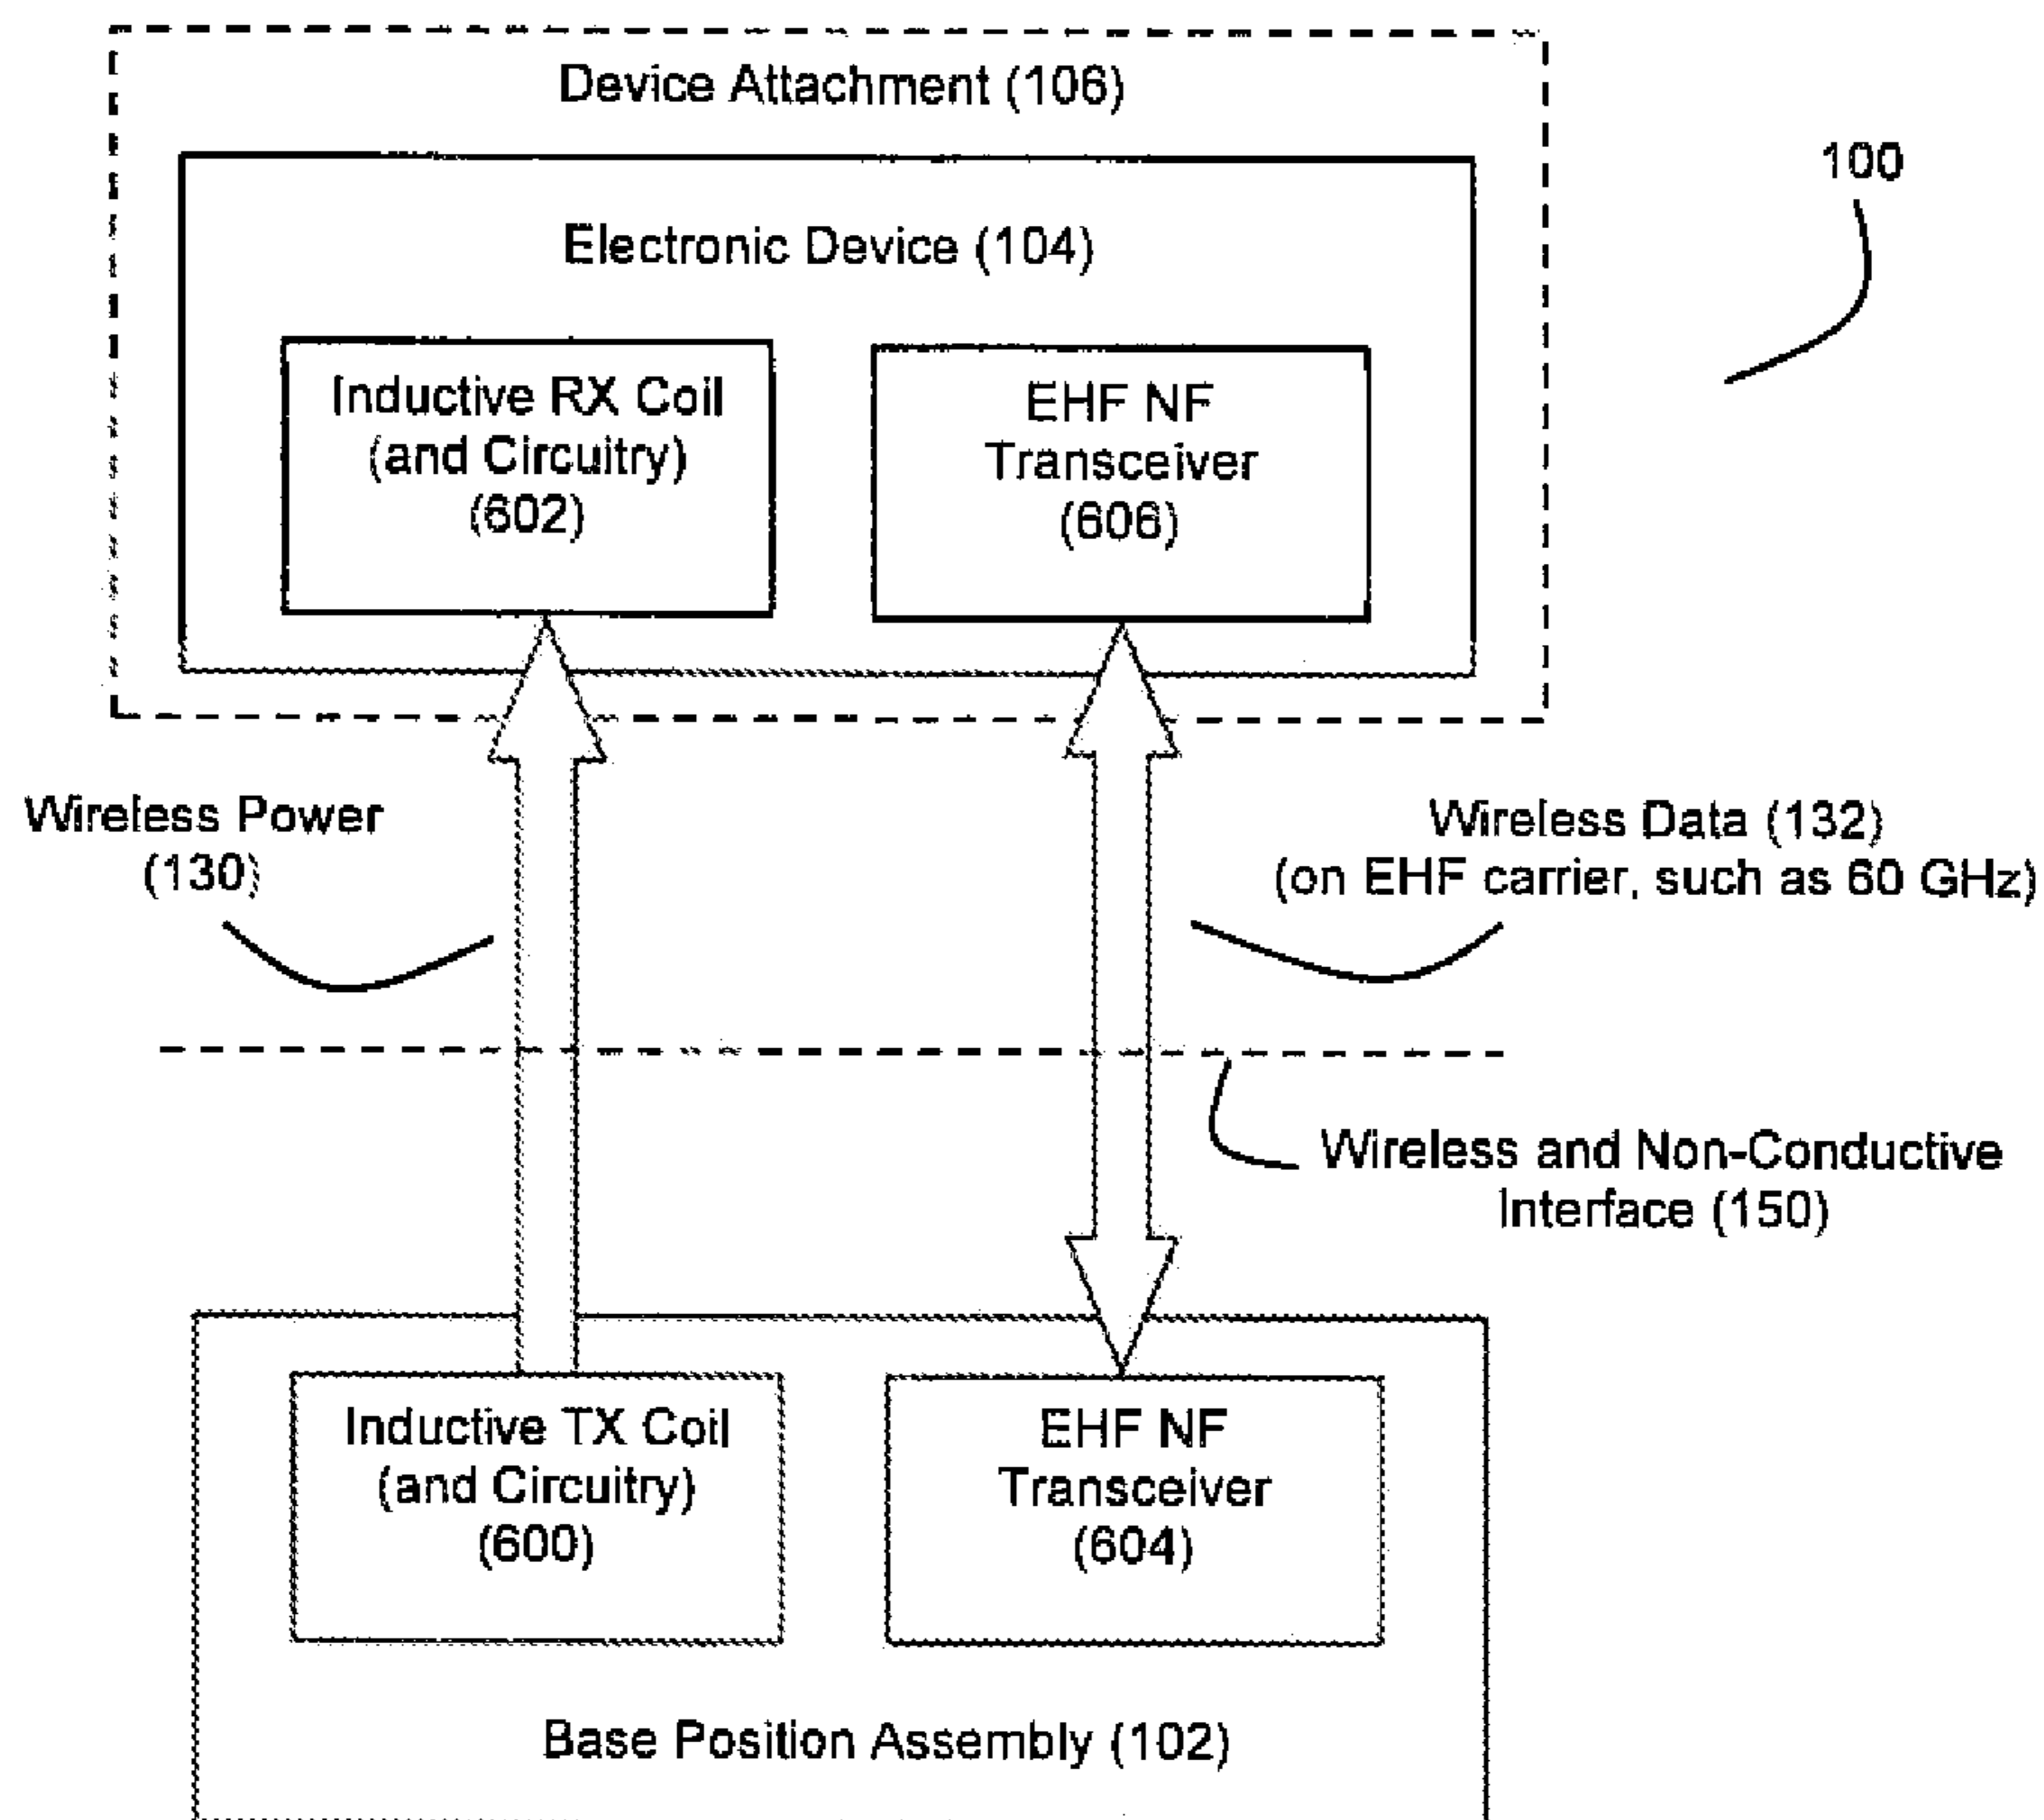 Device Attachment (106)
100
Electronic Device (104)
Inductive RX Coil
(and Circuitry)
(602)
EHF NF
Transceiver
(606)
Wireless Power
(130)
Wireless Data (132)
(on EHF carrier, such as 60 GHz)
Wireless and Non-Conductive
Interface (150)
Inductive TX Coil
(and Circuitry)
(600)
EHF NF
Transceiver
(604)
Base Position Assembly (102)